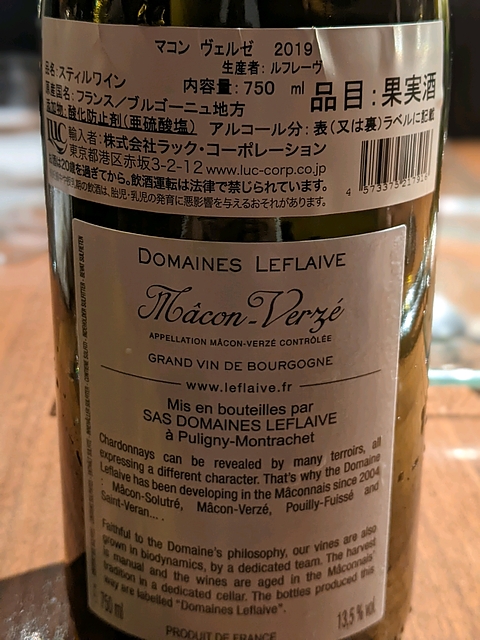 マコン ヴェルゼ 2019
生産者: ルフレーヴ
品名: スティルワイン
内容量: 750 ml
品目: 果実酒
原産国名: フランス/ブルゴーニュ地方
添加物: 酸化防止剤(亜硫酸塩) アルコール分: 表(又は裏)ラベルに記載
LUC
輸入者: 株式会社ラック・コーポレーション
東京都港区赤坂3-2-12 www.luc-corp.co.jp
飲酒は20歳を過ぎてから。飲酒運転は法律で禁じられています。
の飲酒は、胎児・乳児の発育に悪影響を与えるおそれがあります。
DOMAINES LEFLAIVE
Mâcon-Verzé
APPELLATION MÂCON-VERZÉ CONTRÔLÉE
GRAND VIN DE BOURGOGNE
www.leflaive.fr
Mis en bouteilles par
SAS DOMAINES LEFLAIVE
à Puligny-Montrachet
Chardonnays can be revealed by many terroirs, all
expressing a different character. That's why the Domaine
Leflaive has been developing in the Mâconnais since 2004
: Mâcon-Solutré, Mâcon-Verzé, Pouilly-Fuissé and
Saint-Veran... .
Faithful to the Domaine's philosophy, our vines are also
grown in biodynamics, by a dedicated team. The harvest
is manual and the wines are aged in the Mâconnais'
tradition in a dedicated cellar. The bottles produced this
way are labelled "Domaines Leflaive".
750 ml
13,5 % vol
PRODUIT DE FRANCE